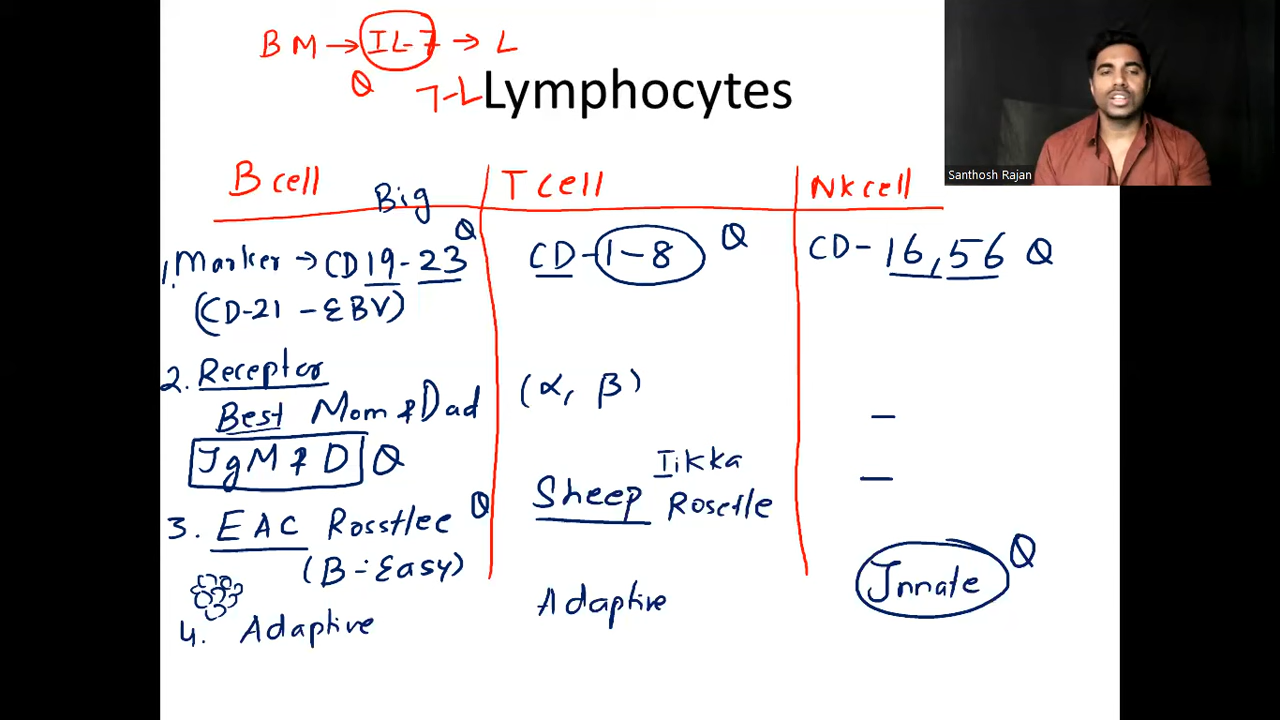 BM → IL-7 → L
Q T-L
Lymphocytes
Santhosh Rajan
B cell T cell NK cell
Big
1. Marker → CD 19-23 Q CD-1-8 Q CD-16,56 Q
(CD-21 - EBV)
2. Receptor (α, β) –
Best Mom & Dad
IgM & D Q –
Tikka
3. EAC Rosstlee Q Sheep Rosetle
(B - Easy)
4. Adaptive Adaptive Innate Q